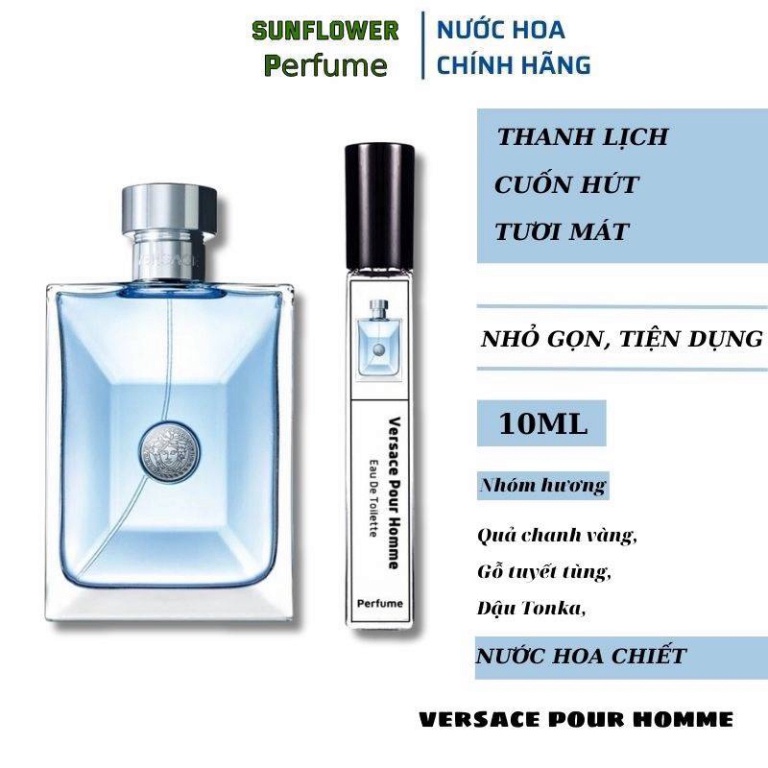 SUNFLOWER
Perfume
NƯỚC HOA
CHÍNH HÃNG
THANH LỊCH
CUỐN HÚT
TƯƠI MÁT
NHỎ GỌN, TIỆN DỤNG
10ML
Nhóm hương
Quả chanh vàng,
Gỗ tuyết tùng,
Dậu Tonka,
NƯỚC HOA CHIẾT
VERSACE POUR HOMME
Versace Pour Homme
Eau De Toilette
Perfume